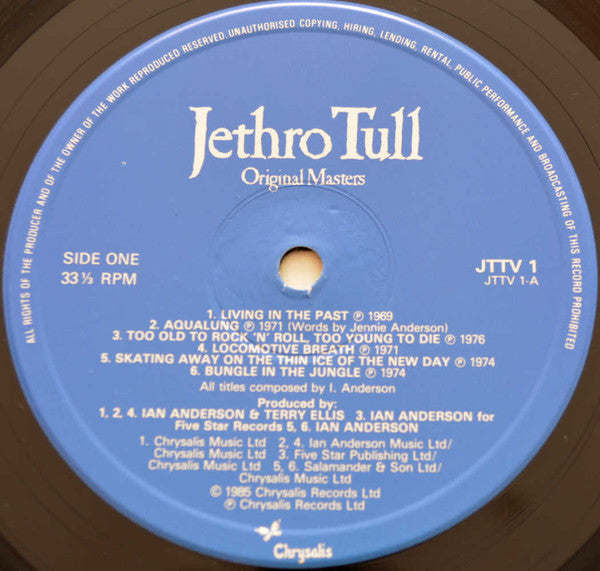 ALL RIGHTS OF THE PRODUCER AND OF THE OWNER OF THE WORK REPRODUCED RESERVED. UNAUTHORISED COPYING, HIRING, LENDING, RENTAL, PUBLIC PERFORMANCE AND BROADCASTING OF THIS RECORD PROHIBITED
Jethro Tull
Original Masters
SIDE ONE
33⅓ RPM
JTTV 1
JTTV 1-A
1. LIVING IN THE PAST ℗ 1969
2. AQUALUNG ℗ 1971 (Words by Jennie Anderson)
3. TOO OLD TO ROCK 'N' ROLL, TOO YOUNG TO DIE ℗ 1976
4. LOCOMOTIVE BREATH ℗ 1971
5. SKATING AWAY ON THE THIN ICE OF THE NEW DAY ℗ 1974
6. BUNGLE IN THE JUNGLE ℗ 1974
All titles composed by I. Anderson
Produced by:
1, 2, 4. IAN ANDERSON & TERRY ELLIS 3. IAN ANDERSON for
Five Star Records 5, 6. IAN ANDERSON
1. Chrysalis Music Ltd 2, 4. Ian Anderson Music Ltd/
Chrysalis Music Ltd 3. Five Star Publishing Ltd/
Chrysalis Music Ltd 5, 6. Salamander & Son Ltd/
Chrysalis Music Ltd
© 1985 Chrysalis Records Ltd
℗ Chrysalis Records Ltd
Chrysalis